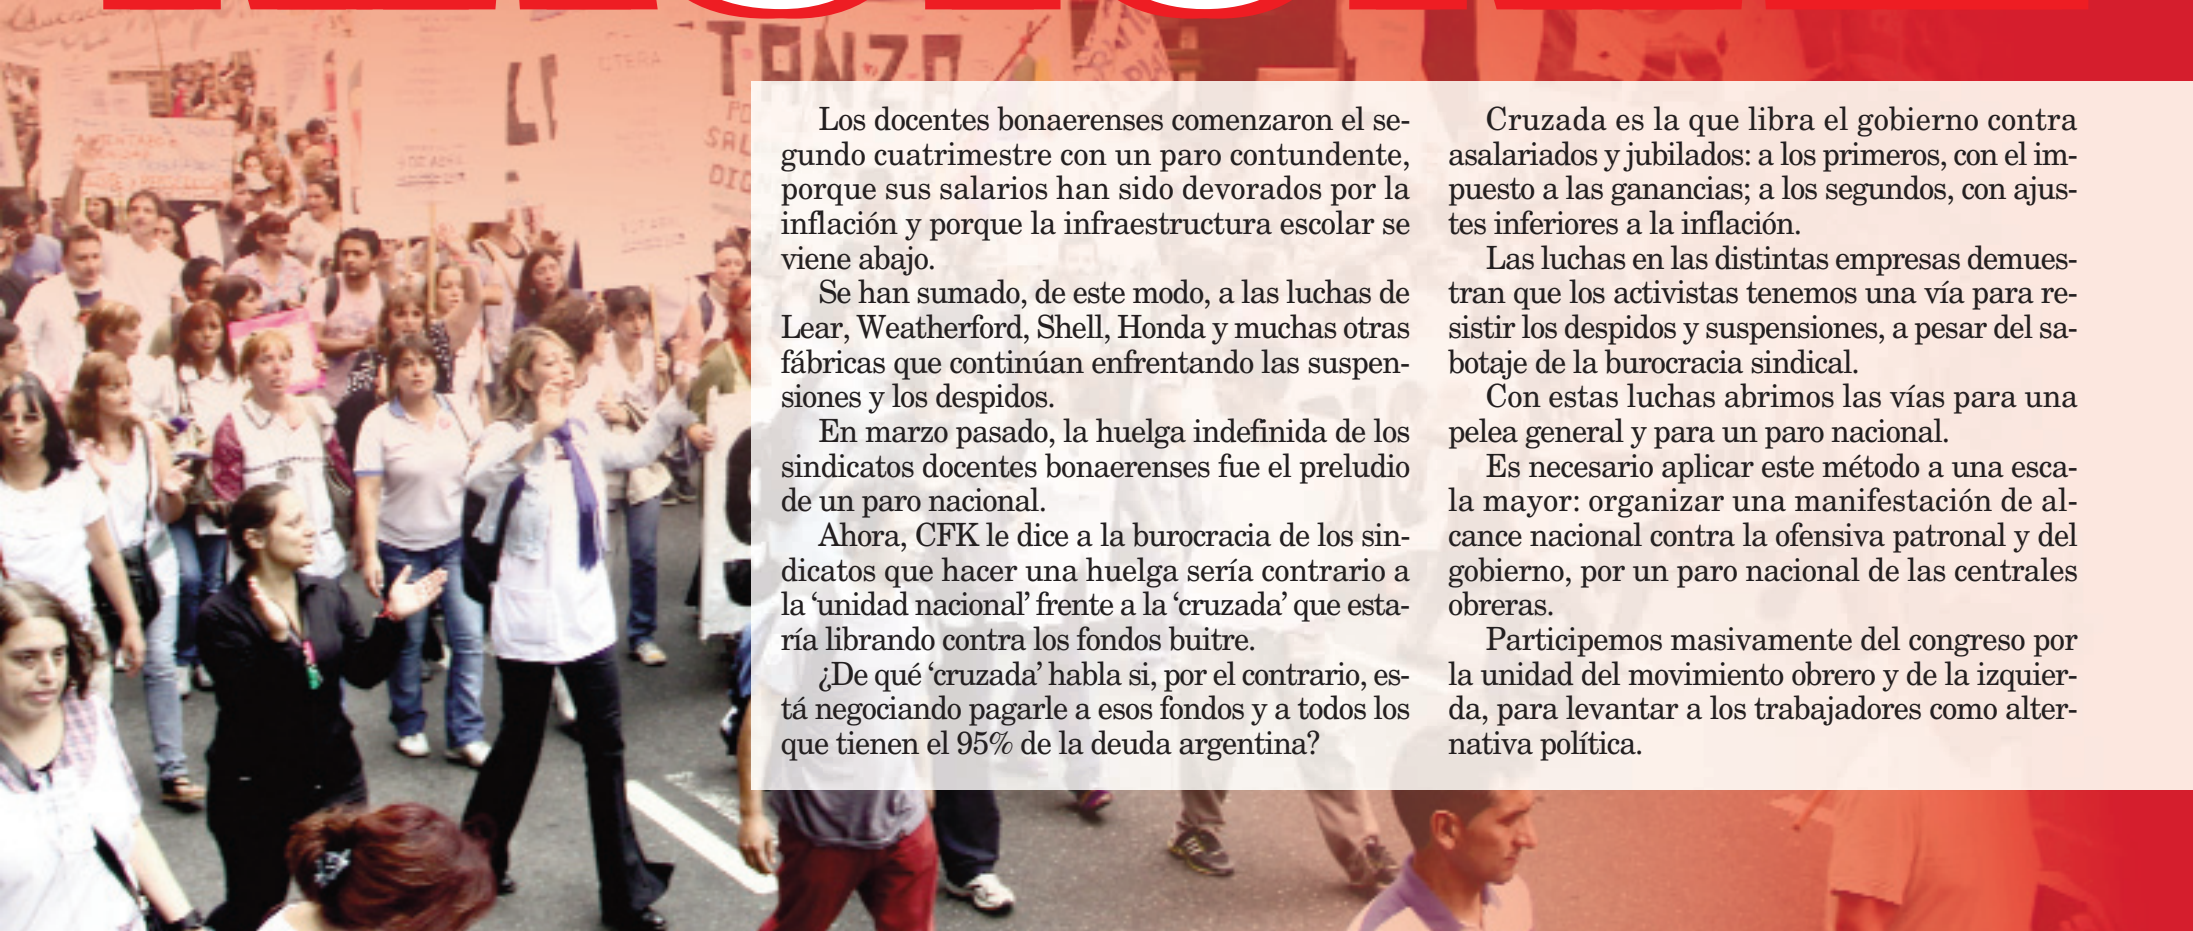 TANZA
CTERA
Los docentes bonaerenses comenzaron el se-
gundo cuatrimestre con un paro contundente,
porque sus salarios han sido devorados por la
inflación y porque la infraestructura escolar se
viene abajo.
Se han sumado, de este modo, a las luchas de
Lear, Weatherford, Shell, Honda y muchas otras
fábricas que continúan enfrentando las suspen-
siones y los despidos.
En marzo pasado, la huelga indefinida de los
sindicatos docentes bonaerenses fue el preludio
de un paro nacional.
Ahora, CFK le dice a la burocracia de los sin-
dicatos que hacer una huelga sería contrario a
la ‘unidad nacional’ frente a la ‘cruzada’ que esta-
ría librando contra los fondos buitre.
¿De qué ‘cruzada’ habla si, por el contrario, es-
tá negociando pagarle a esos fondos y a todos los
que tienen el 95% de la deuda argentina?
Cruzada es la que libra el gobierno contra
asalariados y jubilados: a los primeros, con el im-
puesto a las ganancias; a los segundos, con ajus-
tes inferiores a la inflación.
Las luchas en las distintas empresas demues-
tran que los activistas tenemos una vía para re-
sistir los despidos y suspensiones, a pesar del sa-
botaje de la burocracia sindical.
Con estas luchas abrimos las vías para una
pelea general y para un paro nacional.
Es necesario aplicar este método a una esca-
la mayor: organizar una manifestación de al-
cance nacional contra la ofensiva patronal y del
gobierno, por un paro nacional de las centrales
obreras.
Participemos masivamente del congreso por
la unidad del movimiento obrero y de la izquier-
da, para levantar a los trabajadores como alter-
nativa política.